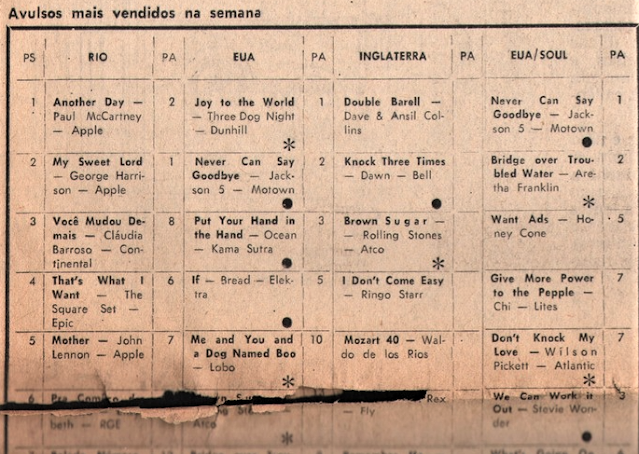 Avulsos mais vendidos na semana
PS RIO PA EUA PA INGLATERRA PA EUA/SOUL PA
1
Another Day —
Paul McCartney
— Apple
2
Joy to the World
— Three Dog Night
— Dunhill
1
Double Barell —
Dave & Ansil Col-
lins
Never Can Say
Goodbye — Jack-
son 5 — Motown
1
2
My Sweet Lord
— George Harri-
son — Apple
1
Never Can Say
Goodbye — Jack-
son 5 — Motown
2
Knock Three Times
— Dawn — Bell
Bridge over Trou-
bled Water — Are-
tha Franklin
2
3
Você Mudou De-
mais — Cláudia
Barroso — Con-
tinental
8
Put Your Hand in
the Hand — Ocean
— Kama Sutra
3
Brown Sugar —
— Rolling Stones
— Atco
Want Ads — Ho-
ney Cone
5
4
That's What I
Want — The
Square Set —
Epic
6
If — Bread — Elek-
tra
5
I Don't Come Easy
— Ringo Starr
Give More Power
to the Pepple —
Chi — Lites
7
5
Mother — John
Lennon — Apple
7
Me and You and
a Dog Named Boo
— Lobo
10
Mozart 40 — Wal-
do de los Rios
Don't Knock My
Love — Wilson
Pickett — Atlantic
7
6
beth — RGE
Atco
Rex
— Fly
We Can Work it
Out — Stevie Won-
der
3